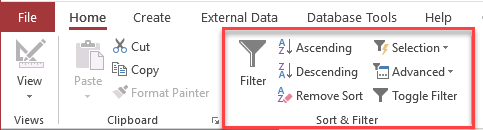 File Home Create External Data Database Tools Hel
View Paste Cut Copy Format Painter Filter Ascending Descending Remove Sort Selection Advanced Toggle Filter
Views Clipboard Sort & Filter